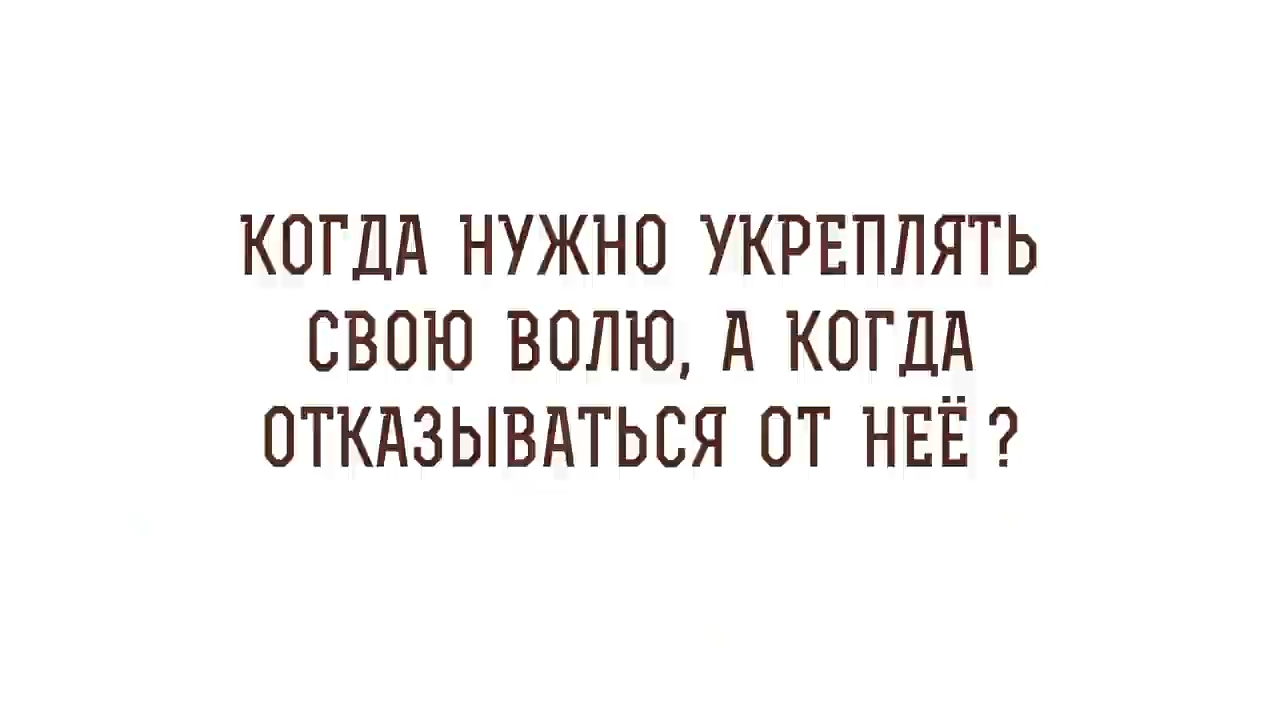 КОГДА НУЖНО УКРЕПЛЯТЬ
СВОЮ ВОЛЮ, А КОГДА
ОТКАЗЫВАТЬСЯ ОТ НЕЁ ?